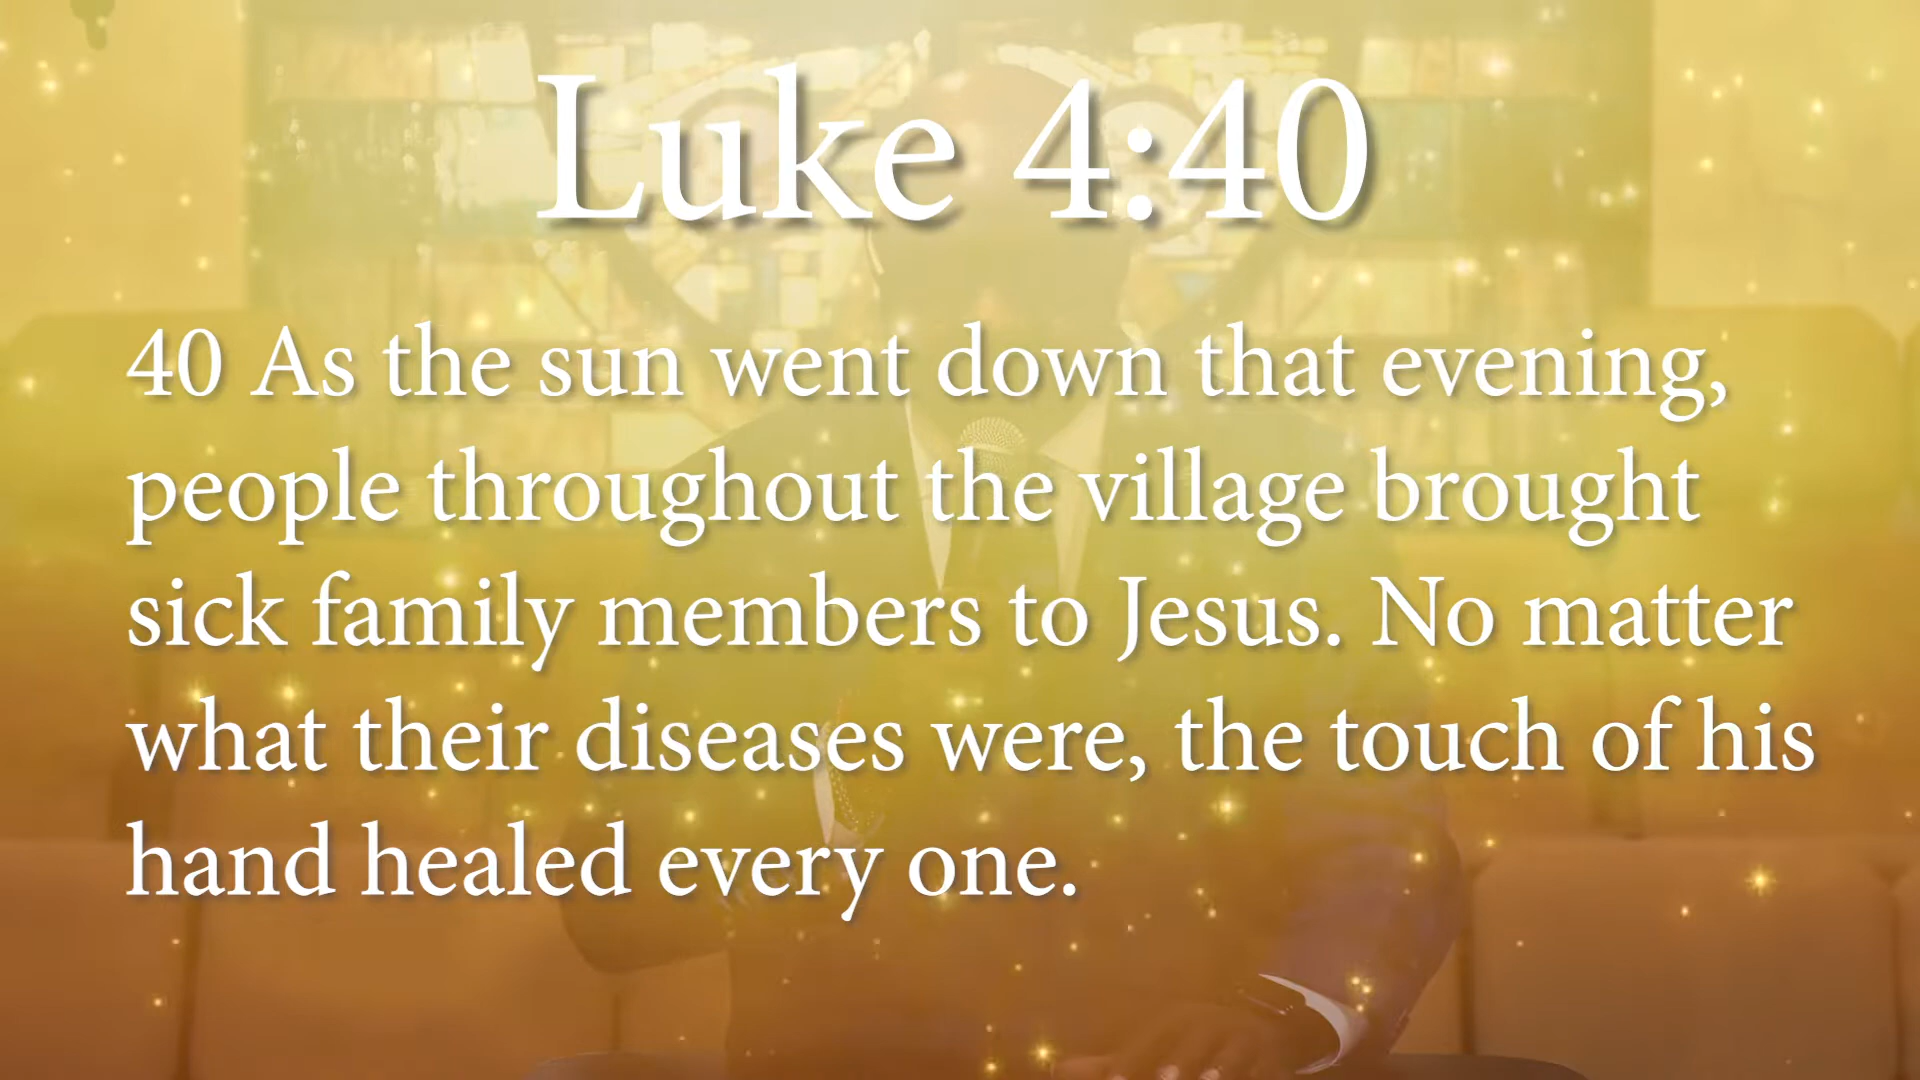 Luke 4:40
40 As the sun went down that evening,
people throughout the village brought
sick family members to Jesus. No matter
what their diseases were, the touch of his
hand healed every one.